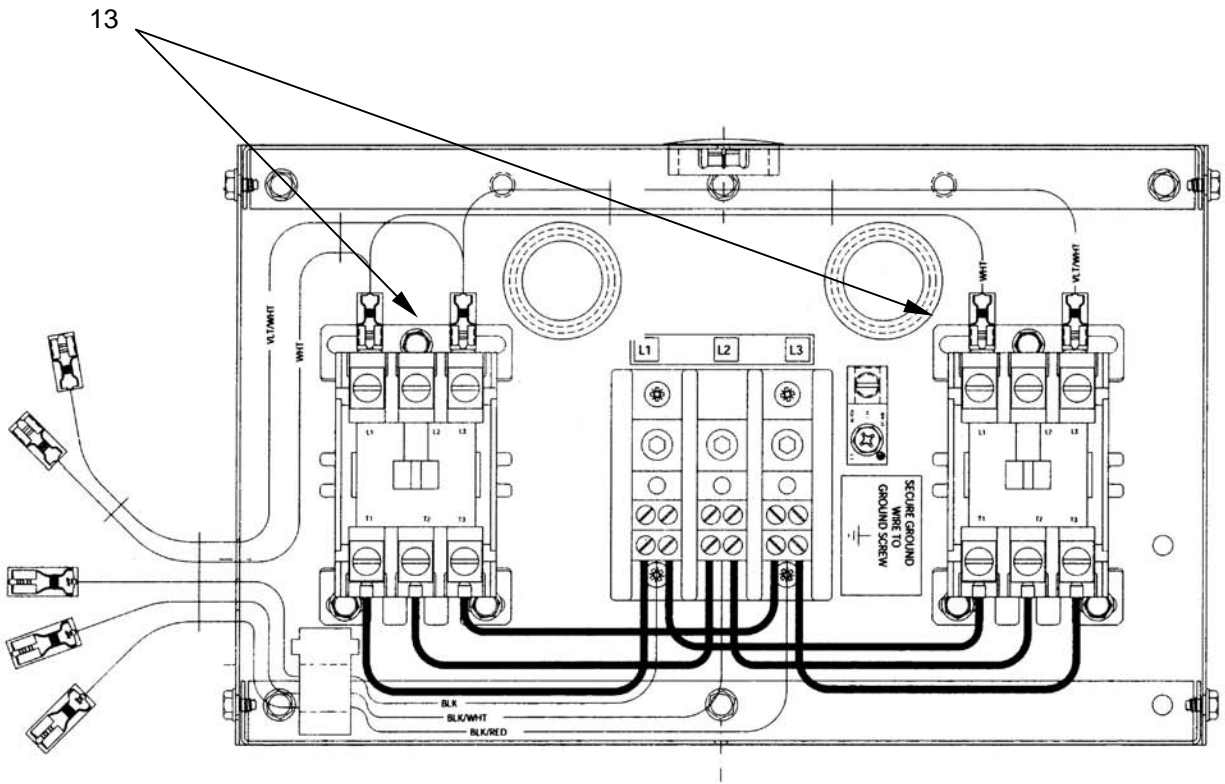 13
WHT
VLT/WHT
VLT/WHT
WHT
L1 L2 L3
L1 L2 L3
L1 L2 L3
SECURE GROUND
WIRE TO
GROUND SCREW
T1 T2 T3
T1 T2 T3
BLK
BLK/WHT
BLK/RED